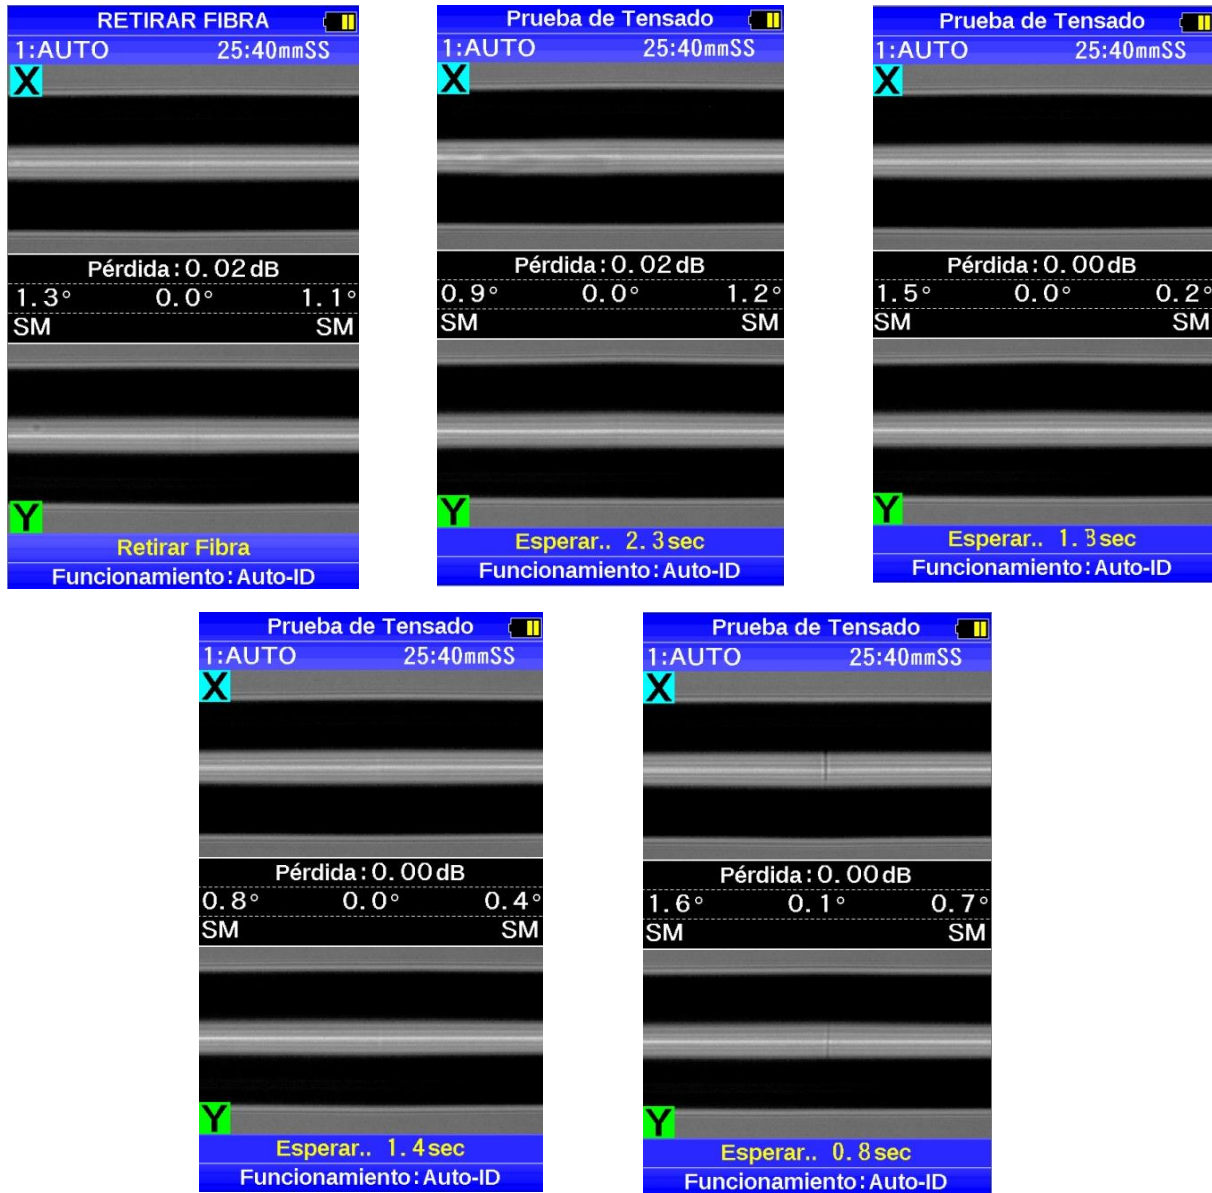 RETIRAR FIBRA
1:AUTO 25:40mmSS
X
Pérdida:0.02dB
1.3° 0.0° 1.1°
SM SM
Y
Retirar Fibra
Funcionamiento:Auto-ID
Prueba de Tensado
1:AUTO 25:40mmSS
X
Pérdida:0.02dB
0.9° 0.0° 1.2°
SM SM
Y
Esperar.. 2.3sec
Funcionamiento:Auto-ID
Prueba de Tensado
1:AUTO 25:40mmSS
X
Pérdida:0.00dB
1.5° 0.0° 0.2°
SM SM
Y
Esperar.. sec
Funcionamiento:Auto-ID
Prueba de Tensado
1:AUTO 25:40mmSS
X
Pérdida:0.00dB
0.8° 0.0° 0.4°
SM SM
Y
Esperar.. 1.4sec
Funcionamiento:Auto-ID
Prueba de Tensado
1:AUTO 25:40mmSS
X
Pérdida:0.00dB
1.6° 0.1° 0.7°
SM SM
Y
Esperar.. 0.8sec
Funcionamiento:Auto-ID